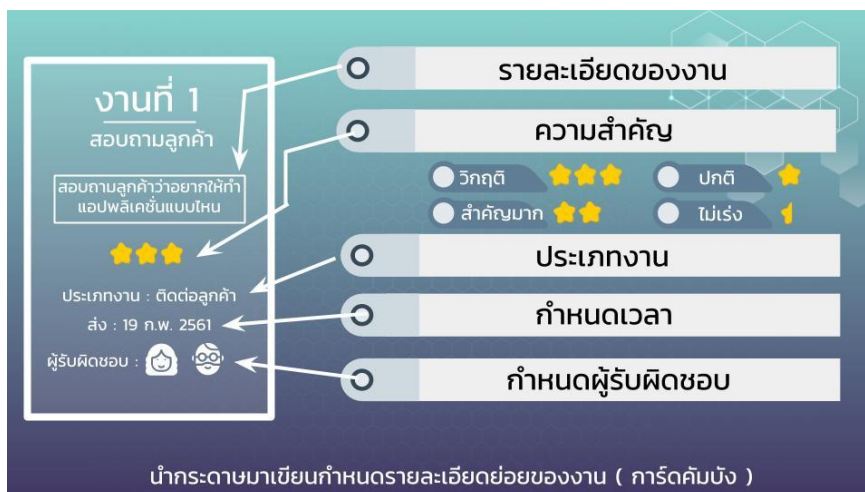 งานที่ 1
สอบถามลูกค้า
สอบถามลูกค้าว่าอยากให้ทำ
แอปพลิเคชั่นแบบไหน
ประเภทงาน : ติดต่อลูกค้า
ส่ง : 19 ก.พ. 2561
ผู้รับผิดชอบ :
รายละเอียดของงาน
ความสำคัญ
วิกฤติ
ปกติ
สำคัญมาก
ไม่เร่ง
ประเภทงาน
กำหนดเวลา
กำหนดผู้รับผิดชอบ
นำกระดาษมาเขียนกำหนดรายละเอียดย่อยของงาน ( การ์ดคัมบัง )